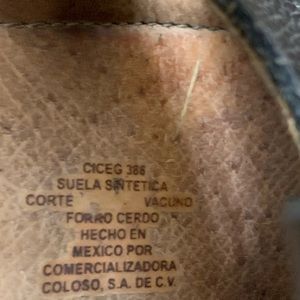 CICEG 386
SUELA SINTETICA
CORTE VACUNO
FORRO CERDO
HECHO EN
MEXICO POR
COMERCIALIZADORA
COLOSO, S.A. DE C.V.